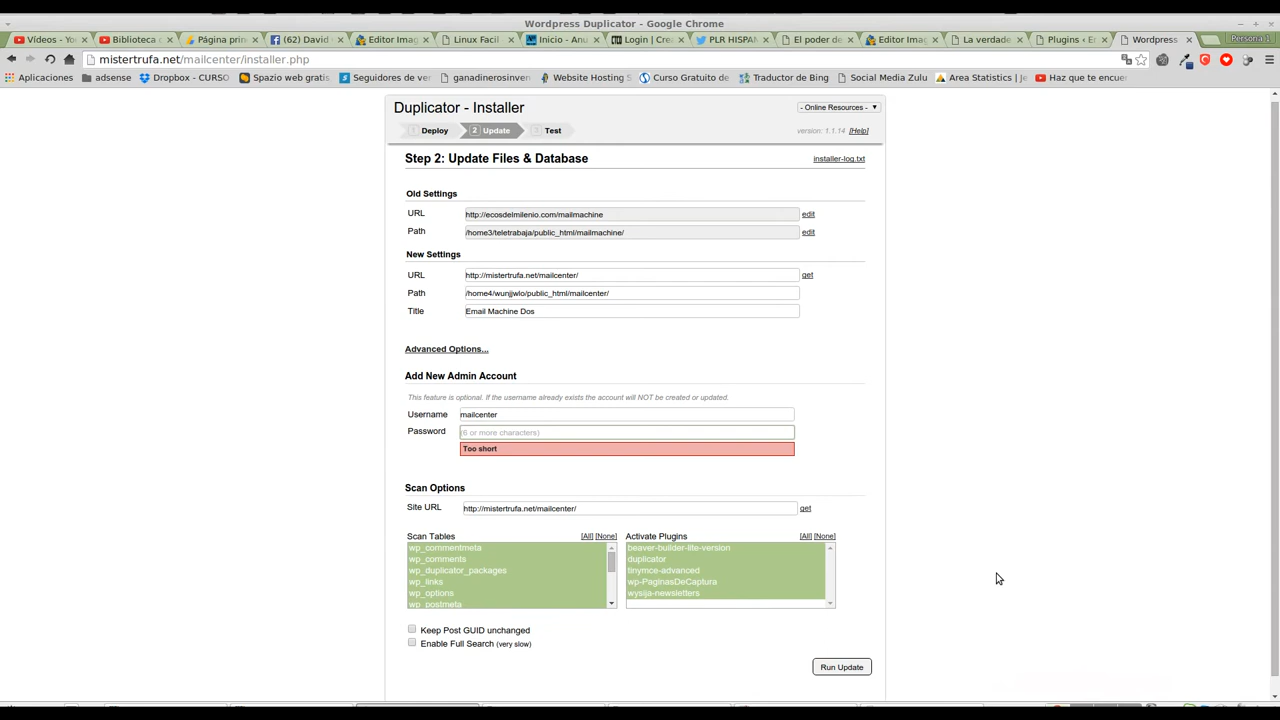 Wordpress Duplicator - Google Chrome
Vídeos - Yo
Biblioteca d
Página prin
(62) David
Editor Imag
Linux Facil
Inicio - Anu
Login | Crea
PLR HISPAN
El poder de
Editor Imag
La verdade
Plugins ‹ E
Wordpress
Persona 1
mistertrufa.net/mailcenter/installer.php
Aplicaciones
adsense
Dropbox - CURSO
Spazio web gratis
Seguidores de
ganadinerosinver
Website Hosting S
Curso Gratuito de
Traductor de Bing
Social Media Zulu
Area Statistics | Je
Haz que te encue
Duplicator - Installer
- Online Resources -
1 Deploy
2 Update
3 Test
version: 1.1.14 [Help]
Step 2: Update Files & Database
installer-log.txt
Old Settings
URL http://ecosdelmilenio.com/mailmachine edit
Path /home3/teletrabaja/public_html/mailmachine/ edit
New Settings
URL http://mistertrufa.net/mailcenter/ get
Path /home4/wunjjwlo/public_html/mailcenter/
Title Email Machine Dos
Advanced Options...
Add New Admin Account
This feature is optional. If the username already exists the account will NOT be created or updated.
Username mailcenter
Password (6 or more characters)
Too short
Scan Options
Site URL http://mistertrufa.net/mailcenter/ get
Scan Tables [All] [None]
wp_commentmeta
wp_comments
wp_duplicator_packages
wp_links
wp_options
wp_postmeta
Activate Plugins [All] [None]
beaver-builder-lite-version
duplicator
tinymce-advanced
wp-PaginasDeCaptura
wysija-newsletters
Keep Post GUID unchanged
Enable Full Search (very slow)
Run Update